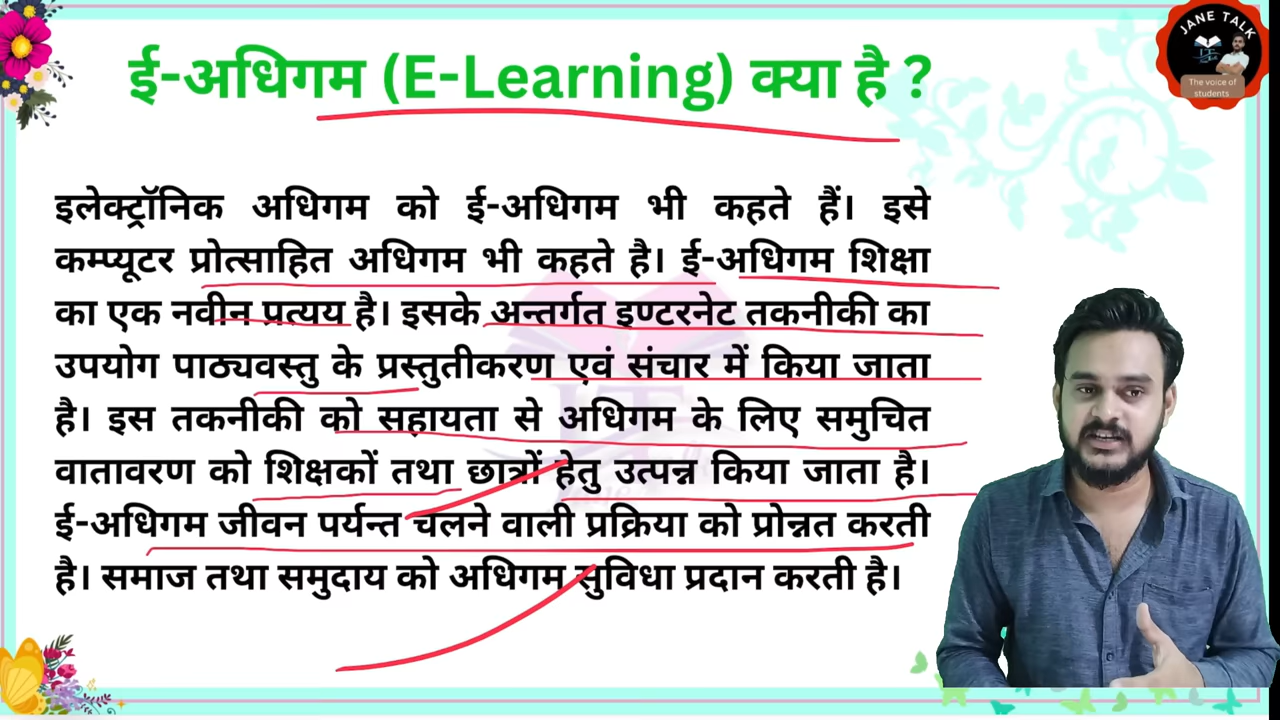 ई-अधिगम (E-Learning) क्या है ?
JANE TALK
The voice of
students
इलेक्ट्रॉनिक अधिगम को ई-अधिगम भी कहते हैं। इसे
कम्प्यूटर प्रोत्साहित अधिगम भी कहते है। ई-अधिगम शिक्षा
का एक नवीन प्रत्यय है। इसके अन्तर्गत इण्टरनेट तकनीकी का
उपयोग पाठ्यवस्तु के प्रस्तुतीकरण एवं संचार में किया जाता
है। इस तकनीकी को सहायता से अधिगम के लिए समुचित
वातावरण को शिक्षकों तथा छात्रों हेतु उत्पन्न किया जाता है।
ई-अधिगम जीवन पर्यन्त चलने वाली प्रक्रिया को प्रोन्नत करती
है। समाज तथा समुदाय को अधिगम सुविधा प्रदान करती है।